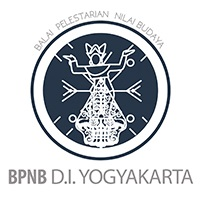 BALAI PELESTARIAN NILAI BUDAYA
BPNB D.I. YOGYAKARTA